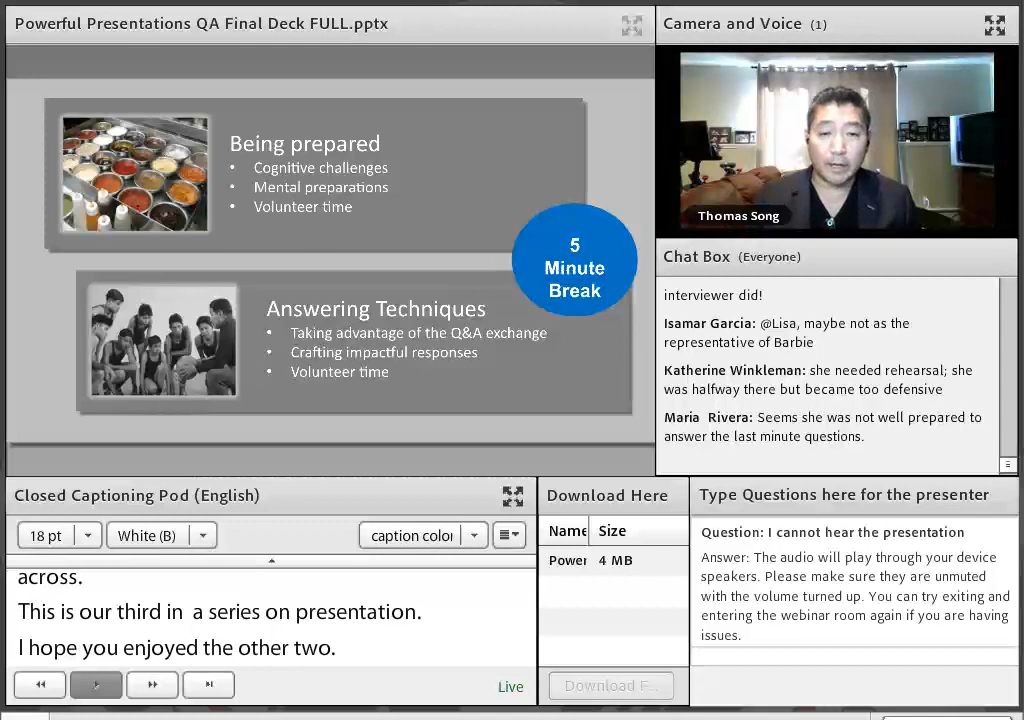 Powerful Presentations QA Final Deck FULL.pptx
Being prepared
• Cognitive challenges
• Mental preparations
• Volunteer time
5
Minute
Break
Answering Techniques
• Taking advantage of the Q&A exchange
• Crafting impactful responses
• Volunteer time
Camera and Voice (1)
Thomas Song
Chat Box (Everyone)
interviewer did!
Isamar Garcia: @Lisa, maybe not as the
representative of Barbie
Katherine Winkleman: she needed rehearsal; she
was halfway there but became too defensive
Maria Rivera: Seems she was not well prepared to
answer the last minute questions.
Closed Captioning Pod (English)
18 pt
White (B)
caption color
across.
This is our third in a series on presentation.
I hope you enjoyed the other two.
Live
Download Here
Name Size
Power 4 MB
Download F...
Type Questions here for the presenter
Question: I cannot hear the presentation
Answer: The audio will play through your device
speakers. Please make sure they are unmuted
with the volume turned up. You can try exiting and
entering the webinar room again if you are having
issues.